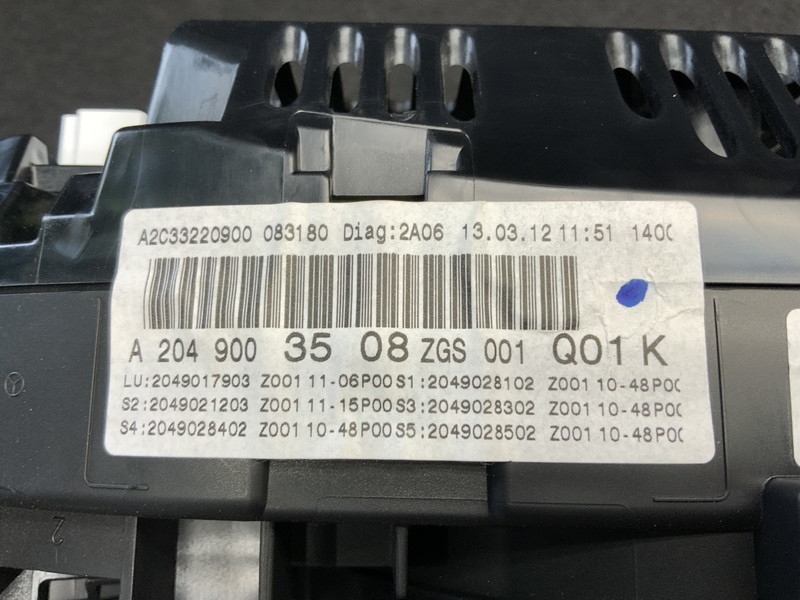 A2C33220900 083180 Diag:2A06 13.03.12 11:51 1400
A 204 900 35 08 ZGS 001 Q01 K
LU:2049017903 Z001 11-06P00 S1:2049028102 Z001 10-48P00
S2:2049021203 Z001 11-15P00 S3:2049028302 Z001 10-48P00
S4:2049028402 Z001 10-48P00 S5:2049028502 Z001 10-48P00
2